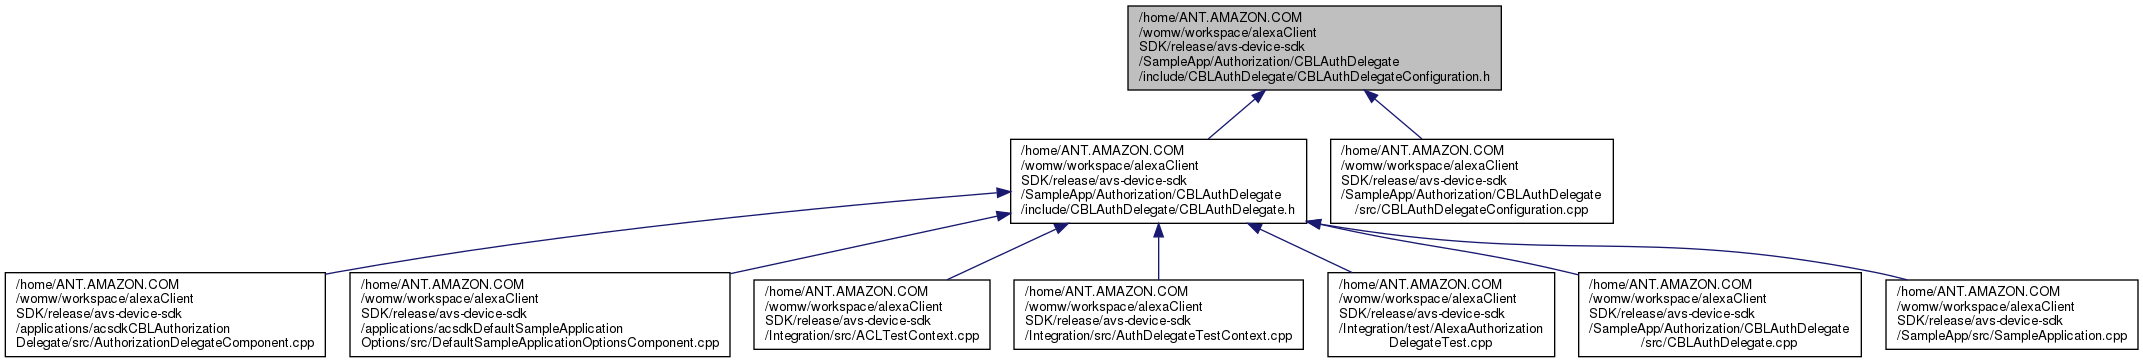 /home/ANT.AMAZON.COM
/womw/workspace/alexaClient
SDK/release/avs-device-sdk
/SampleApp/Authorization/CBLAuthDelegate
/include/CBLAuthDelegate/CBLAuthDelegateConfiguration.h
/home/ANT.AMAZON.COM
/womw/workspace/alexaClient
SDK/release/avs-device-sdk
/SampleApp/Authorization/CBLAuthDelegate
/include/CBLAuthDelegate/CBLAuthDelegate.h
/home/ANT.AMAZON.COM
/womw/workspace/alexaClient
SDK/release/avs-device-sdk
/SampleApp/Authorization/CBLAuthDelegate
/src/CBLAuthDelegateConfiguration.cpp
/home/ANT.AMAZON.COM
/womw/workspace/alexaClient
SDK/release/avs-device-sdk
/applications/acsdkCBLAuthorization
Delegate/src/AuthorizationDelegateComponent.cpp
/home/ANT.AMAZON.COM
/womw/workspace/alexaClient
SDK/release/avs-device-sdk
/applications/acsdkDefaultSampleApplication
Options/src/DefaultSampleApplicationOptionsComponent.cpp
/home/ANT.AMAZON.COM
/womw/workspace/alexaClient
SDK/release/avs-device-sdk
/Integration/src/ACLTestContext.cpp
/home/ANT.AMAZON.COM
/womw/workspace/alexaClient
SDK/release/avs-device-sdk
/Integration/src/AuthDelegateTestContext.cpp
/home/ANT.AMAZON.COM
/womw/workspace/alexaClient
SDK/release/avs-device-sdk
/Integration/test/AlexaAuthorization
DelegateTest.cpp
/home/ANT.AMAZON.COM
/womw/workspace/alexaClient
SDK/release/avs-device-sdk
/SampleApp/Authorization/CBLAuthDelegate
/src/CBLAuthDelegate.cpp
/home/ANT.AMAZON.COM
/womw/workspace/alexaClient
SDK/release/avs-device-sdk
/SampleApp/src/SampleApplication.cpp